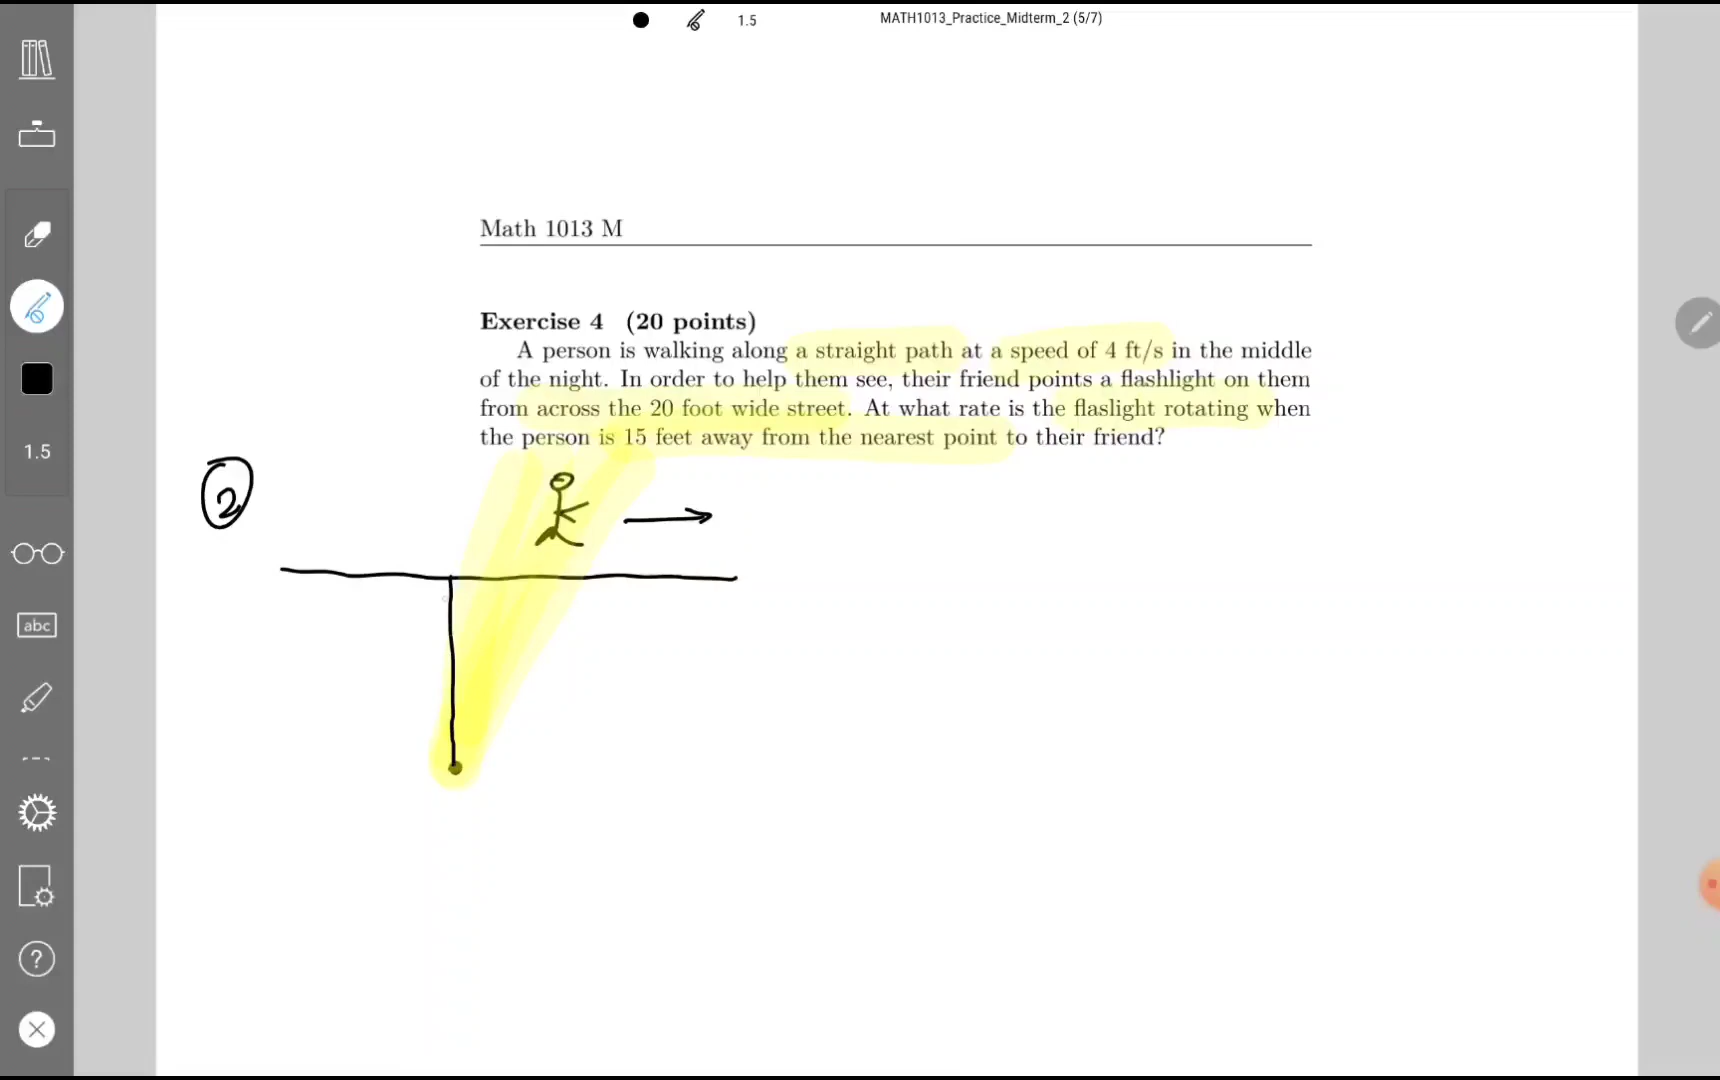 1.5
MATH1013_Practice_Midterm_2 (5/7)
Math 1013 M
Exercise 4 (20 points)
A person is walking along a straight path at a speed of 4 ft/s in the middle
of the night. In order to help them see, their friend points a flashlight on them
from across the 20 foot wide street. At what rate is the flaslight rotating when
the person is 15 feet away from the nearest point to their friend?
1.5
2
abc
?